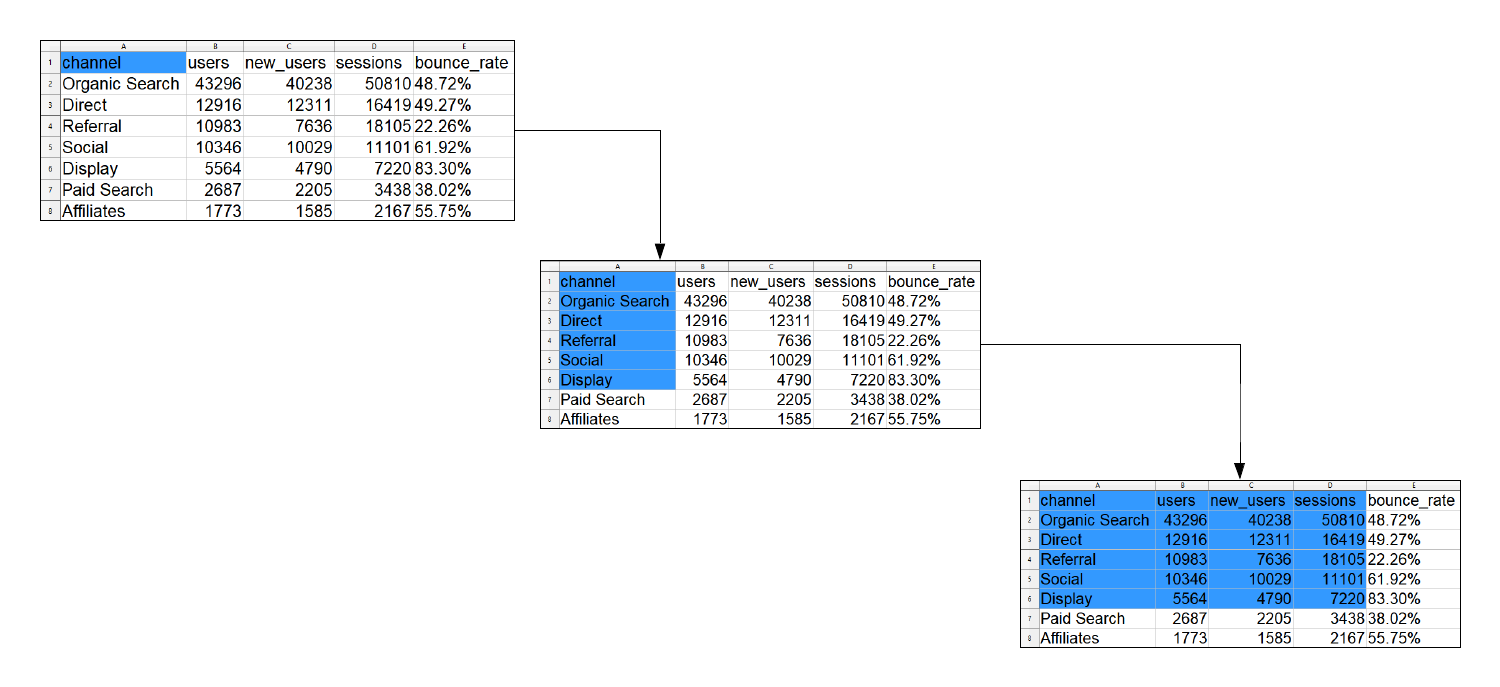 A B C D E
1 channel users new_users sessions bounce_rate
2 Organic Search 43296 40238 50810 48.72%
3 Direct 12916 12311 16419 49.27%
4 Referral 10983 7636 18105 22.26%
5 Social 10346 10029 11101 61.92%
6 Display 5564 4790 7220 83.30%
7 Paid Search 2687 2205 3438 38.02%
8 Affiliates 1773 1585 2167 55.75%
A B C D E
1 channel users new_users sessions bounce_rate
2 Organic Search 43296 40238 50810 48.72%
3 Direct 12916 12311 16419 49.27%
4 Referral 10983 7636 18105 22.26%
5 Social 10346 10029 11101 61.92%
6 Display 5564 4790 7220 83.30%
7 Paid Search 2687 2205 3438 38.02%
8 Affiliates 1773 1585 2167 55.75%
A B C D E
1 channel users new_users sessions bounce_rate
2 Organic Search 43296 40238 50810 48.72%
3 Direct 12916 12311 16419 49.27%
4 Referral 10983 7636 18105 22.26%
5 Social 10346 10029 11101 61.92%
6 Display 5564 4790 7220 83.30%
7 Paid Search 2687 2205 3438 38.02%
8 Affiliates 1773 1585 2167 55.75%